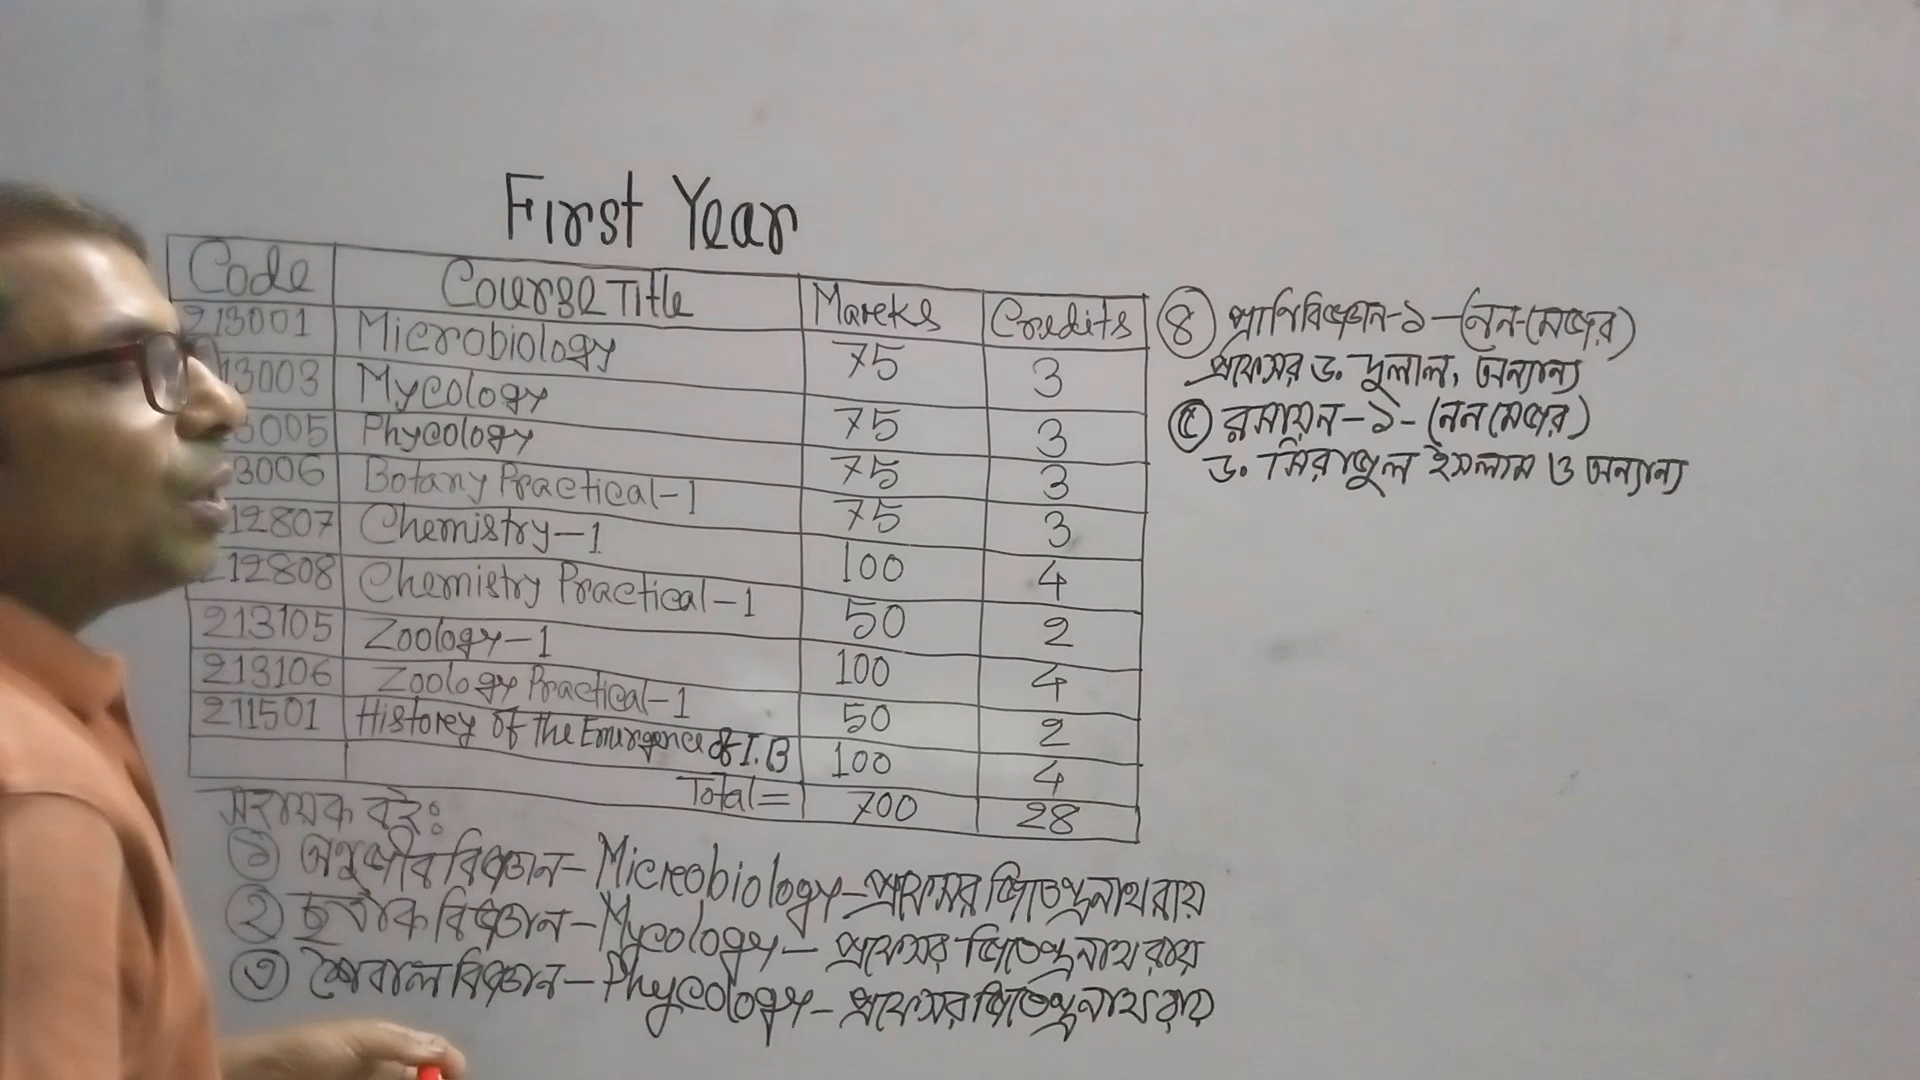 First Year
Code Course Title Mareks Credits
213001 Microbiology 75 3
13003 Mycology 75 3
3005 Phycology 75 3
3006 Botany Practical-1 75 3
12807 Chemistry-1 100 4
212808 Chemistry Practical-1 50 2
213105 Zoology-1 100 4
213106 Zoology Practical-1 50 2
211501 Historey of the Emergence of I.B 100 4
Total= 700 28
সহায়ক বই:
১ অণুজীব বিজ্ঞান-Microbiology-প্রফেসর জিতেন্দ্রনাথ রায়
২ ছত্রাক বিজ্ঞান-Mycology-প্রফেসর জিতেন্দ্রনাথ রায়
৩ শৈবাল বিজ্ঞান-Phycology-প্রফেসর জিতেন্দ্রনাথ রায়
৪ প্রাণিবিজ্ঞান-১-(নন-মেজর)
প্রফেসর ড. দুলাল, অন্যান্য
৫ রসায়ন-১-(নন মেজর)
ড. সিরাজুল ইসলাম ও অন্যান্য